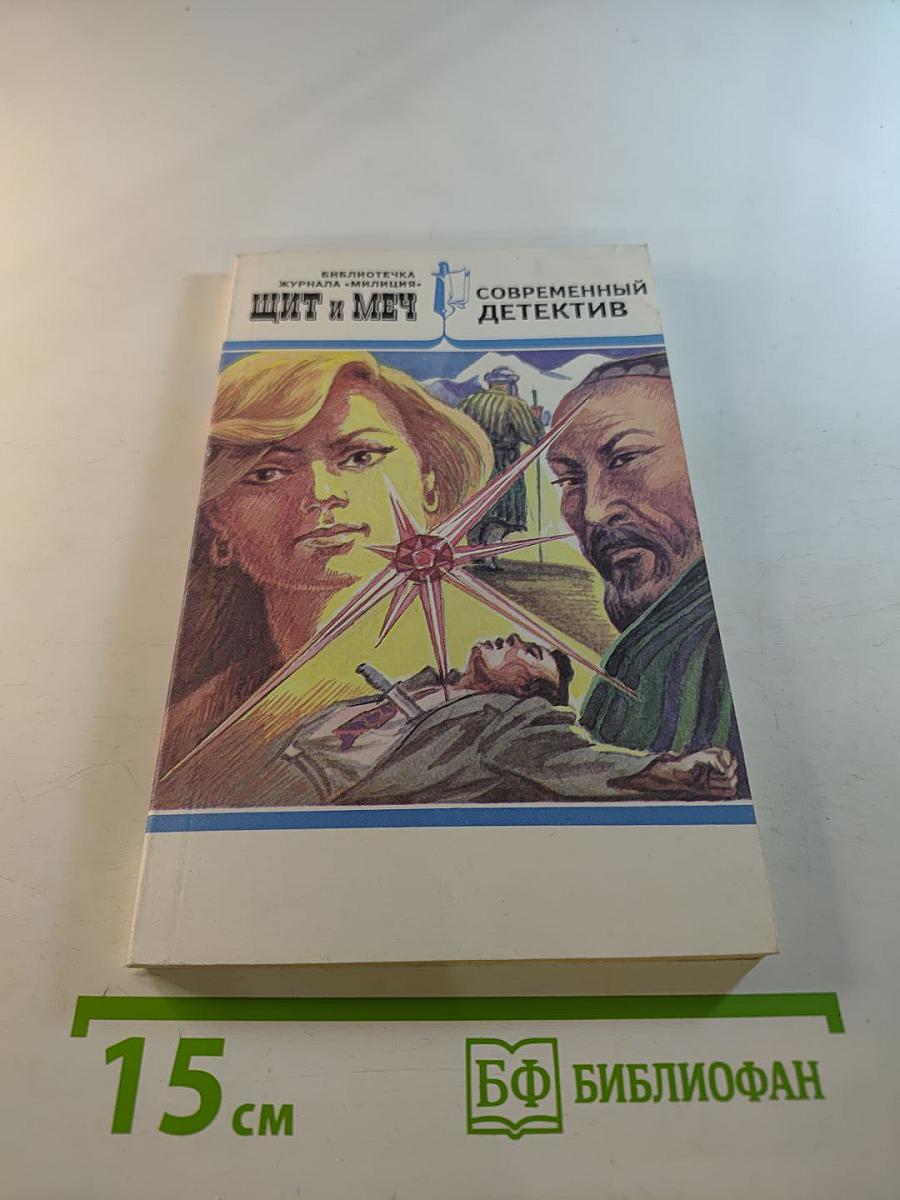 БИБЛИОТЕЧКА
ЖУРНАЛА «МИЛИЦИЯ»
ЩИТ и МЕЧ
СОВРЕМЕННЫЙ
ДЕТЕКТИВ
15 см
БФ БИБЛИОФАН